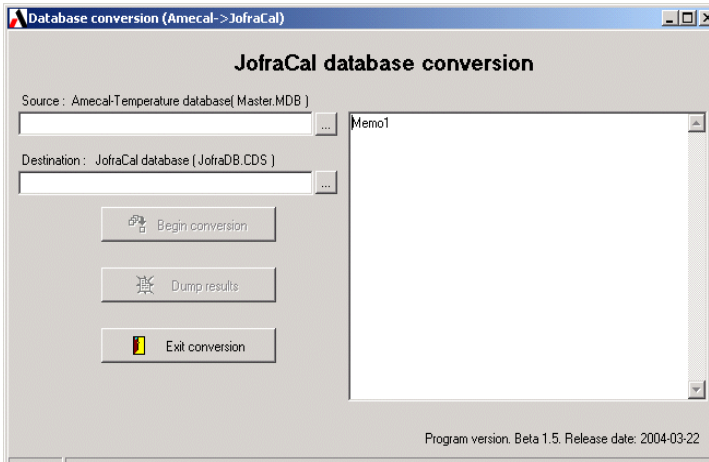 Database conversion (Amecal->JofraCal)
JofraCal database conversion
Source : Amecal-Temperature database( Master.MDB )
...
Memo1
Destination : JofraCal database ( JofraDB.CDS )
...
Begin conversion
Dump results
Exit conversion
Program version. Beta 1.5. Release date: 2004-03-22